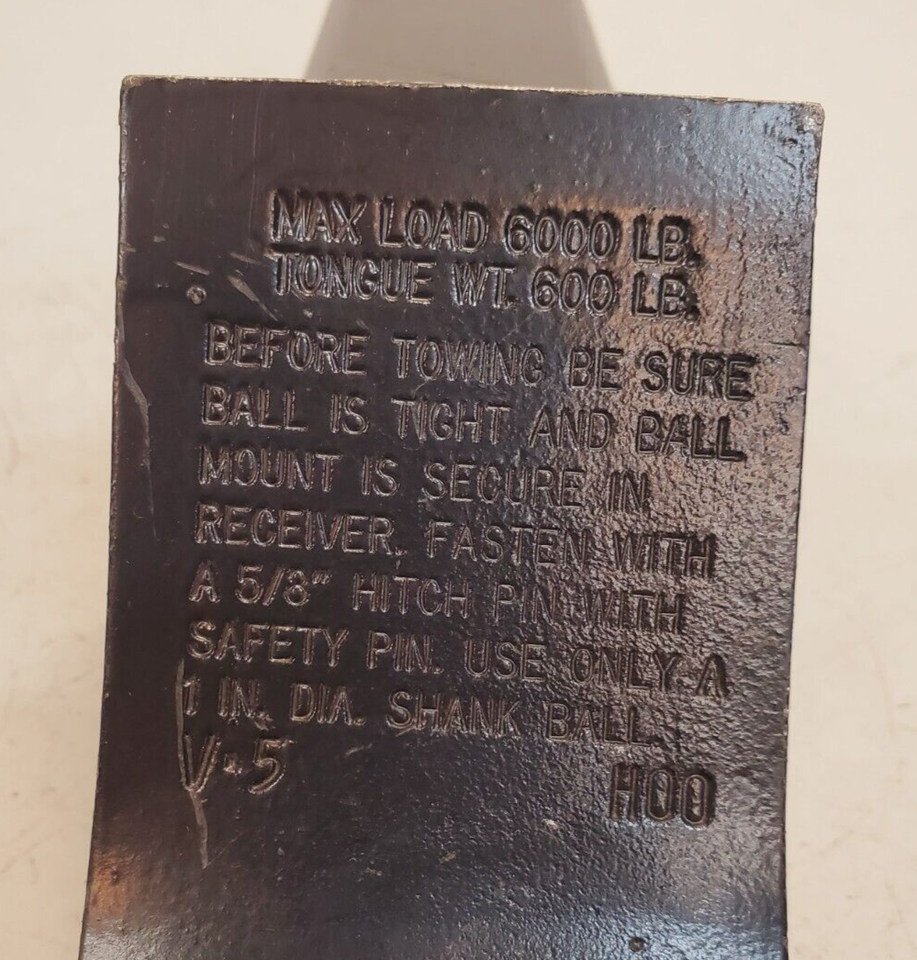 MAX LOAD 6000 LB.
TONGUE WT. 600 LB.
BEFORE TOWING BE SURE
BALL IS TIGHT AND BALL
MOUNT IS SECURE IN
RECEIVER. FASTEN WITH
A 5/8" HITCH PIN WITH
SAFETY PIN. USE ONLY A
1 IN. DIA. SHANK BALL.
V-5 H00